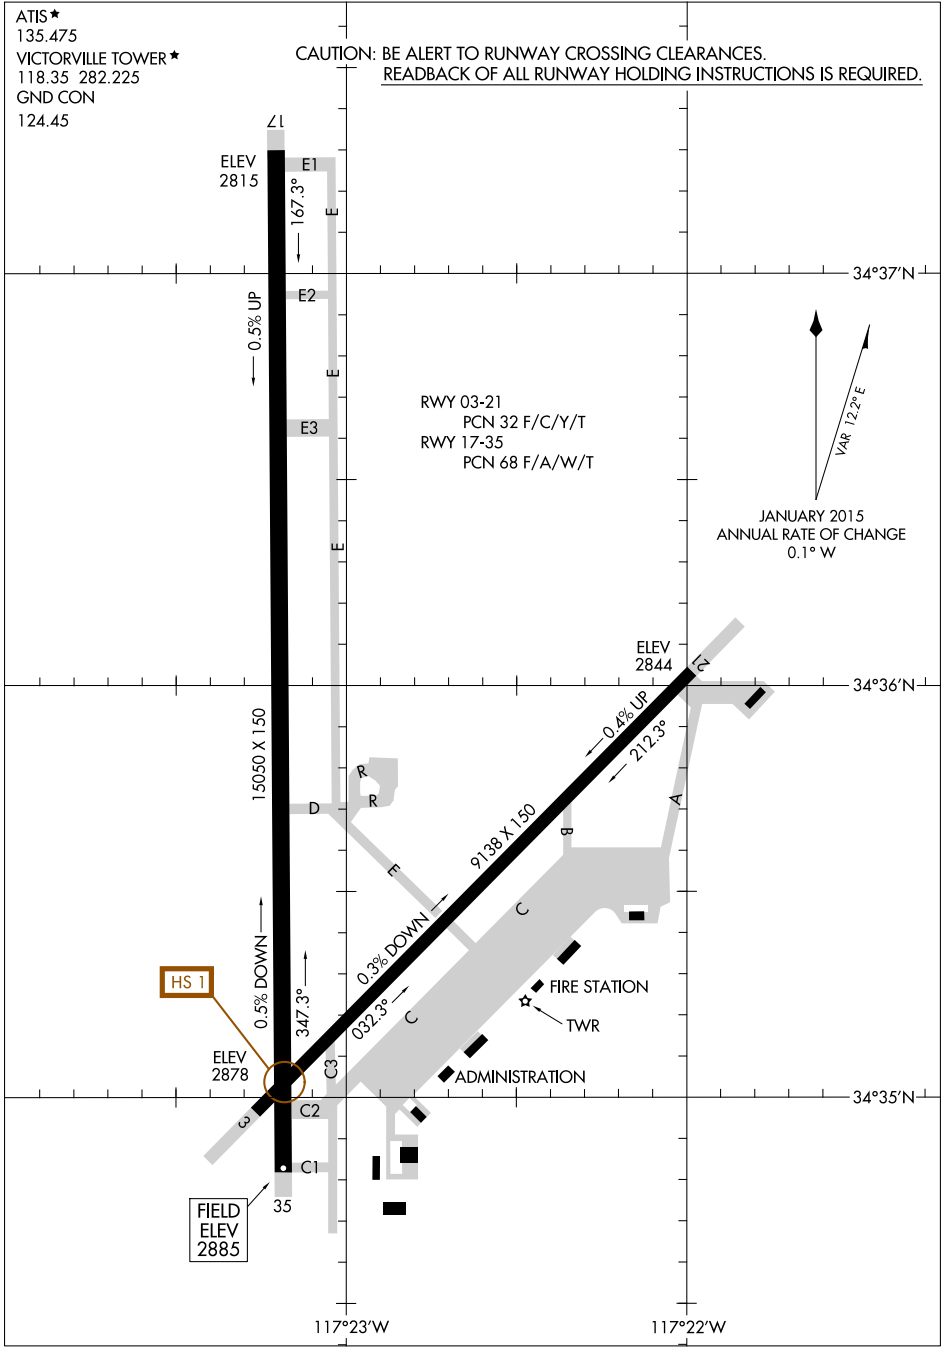 ATIS★
135.475
VICTORVILLE TOWER★
118.35 282.225
GND CON
124.45
CAUTION: BE ALERT TO RUNWAY CROSSING CLEARANCES.
READBACK OF ALL RUNWAY HOLDING INSTRUCTIONS IS REQUIRED.
17
ELEV
2815
E1
167.3°
E
34°37'N
E2
0.5% UP
E
E3
RWY 03-21
PCN 32 F/C/Y/T
RWY 17-35
PCN 68 F/A/W/T
VAR 12.2° E
JANUARY 2015
ANNUAL RATE OF CHANGE
0.1° W
E
ELEV
2844
21
34°36'N
0.4% UP
212.3°
15050 X 150
R
R
D
A
B
9138 X 150
E
C
0.5% DOWN
0.3% DOWN
HS 1
347.3°
032.3°
C
FIRE STATION
TWR
ELEV
2878
C3
ADMINISTRATION
34°35'N
C2
3
C1
35
FIELD
ELEV
2885
117°23'W
117°22'W